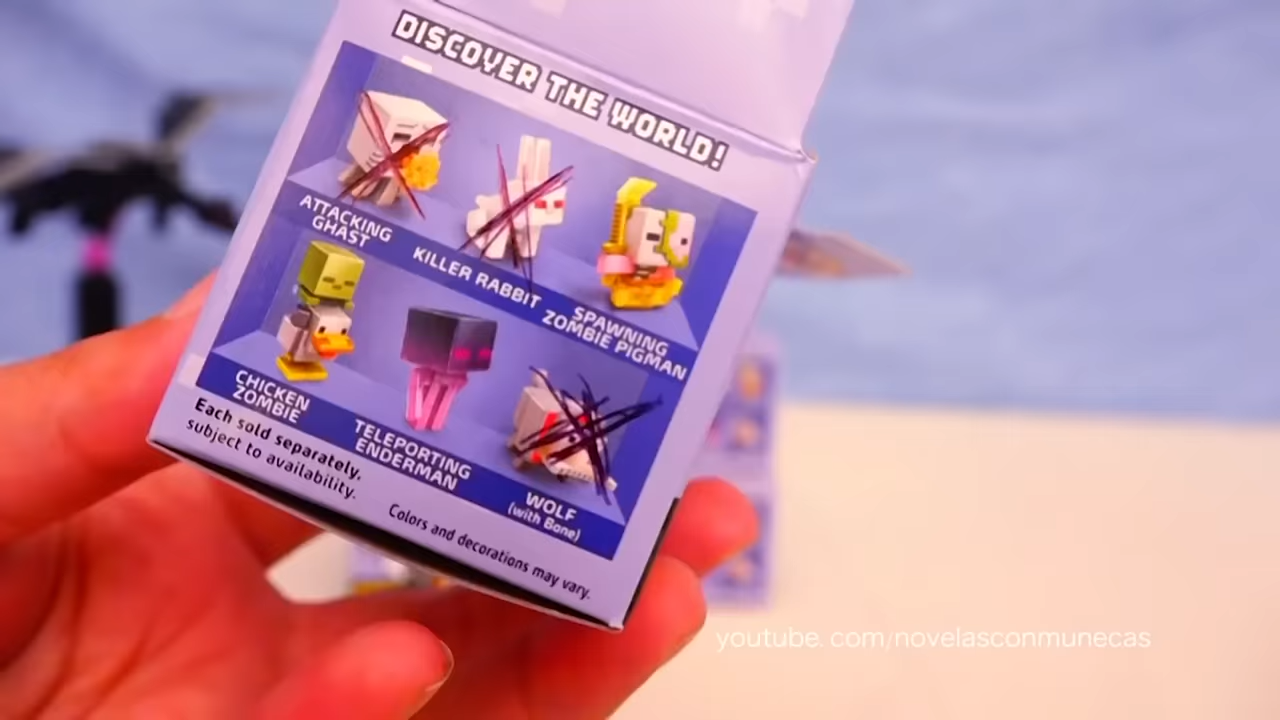 DISCOVER THE WORLD!
ATTACKING
GHAST
KILLER RABBIT
SPAWNING
ZOMBIE PIGMAN
CHICKEN
ZOMBIE
TELEPORTING
ENDERMAN
WOLF
(with Bone)
Each sold separately,
subject to availability.
Colors and decorations may vary.
youtube. com/novelasconmunecas